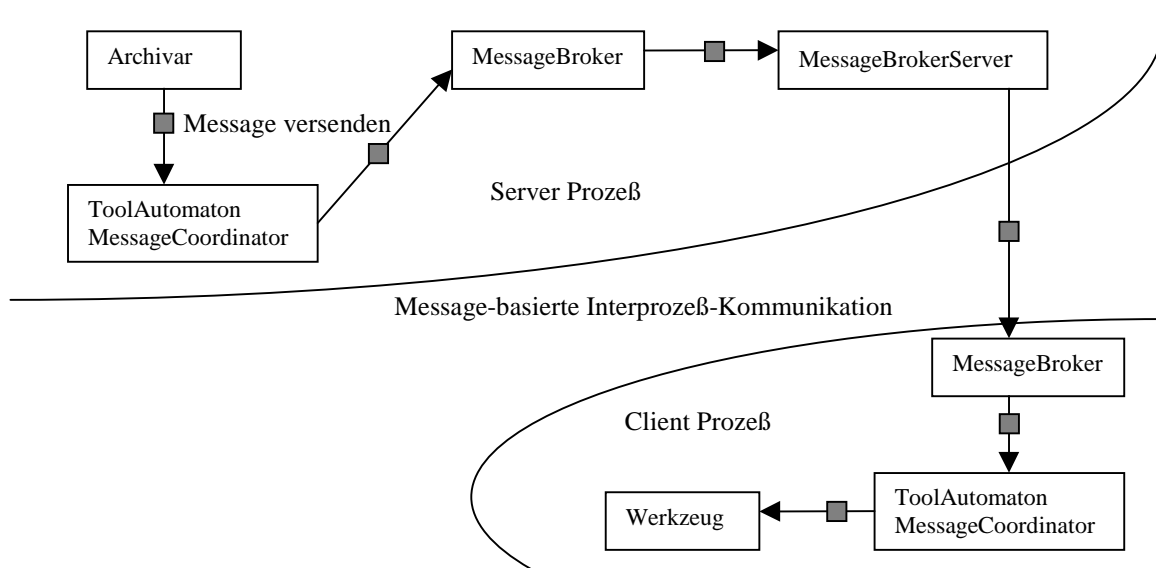 Archivar
MessageBroker
MessageBrokerServer
Message versenden
ToolAutomaton
MessageCoordinator
Server Prozeß
Message-basierte Interprozeß-Kommunikation
MessageBroker
Client Prozeß
Werkzeug
ToolAutomaton
MessageCoordinator